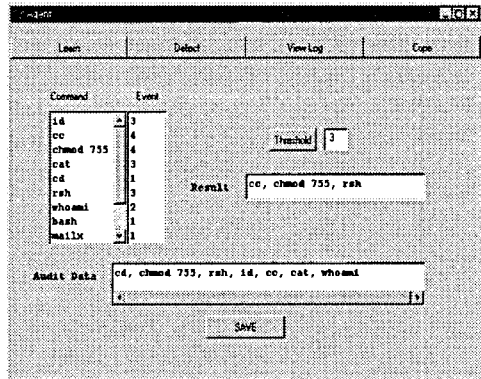 Agent
Learn Detect View Log Cope
Command Event
id 3
cc 4
chmod 755 4
cat 3
cd 1
rsh 3
whoami 2
bash 1
mailx 1
Threshold 3
Result cc, chmod 755, rsh
Audit Data cd, chmod 755, rsh, id, cc, cat, whoami
SAVE